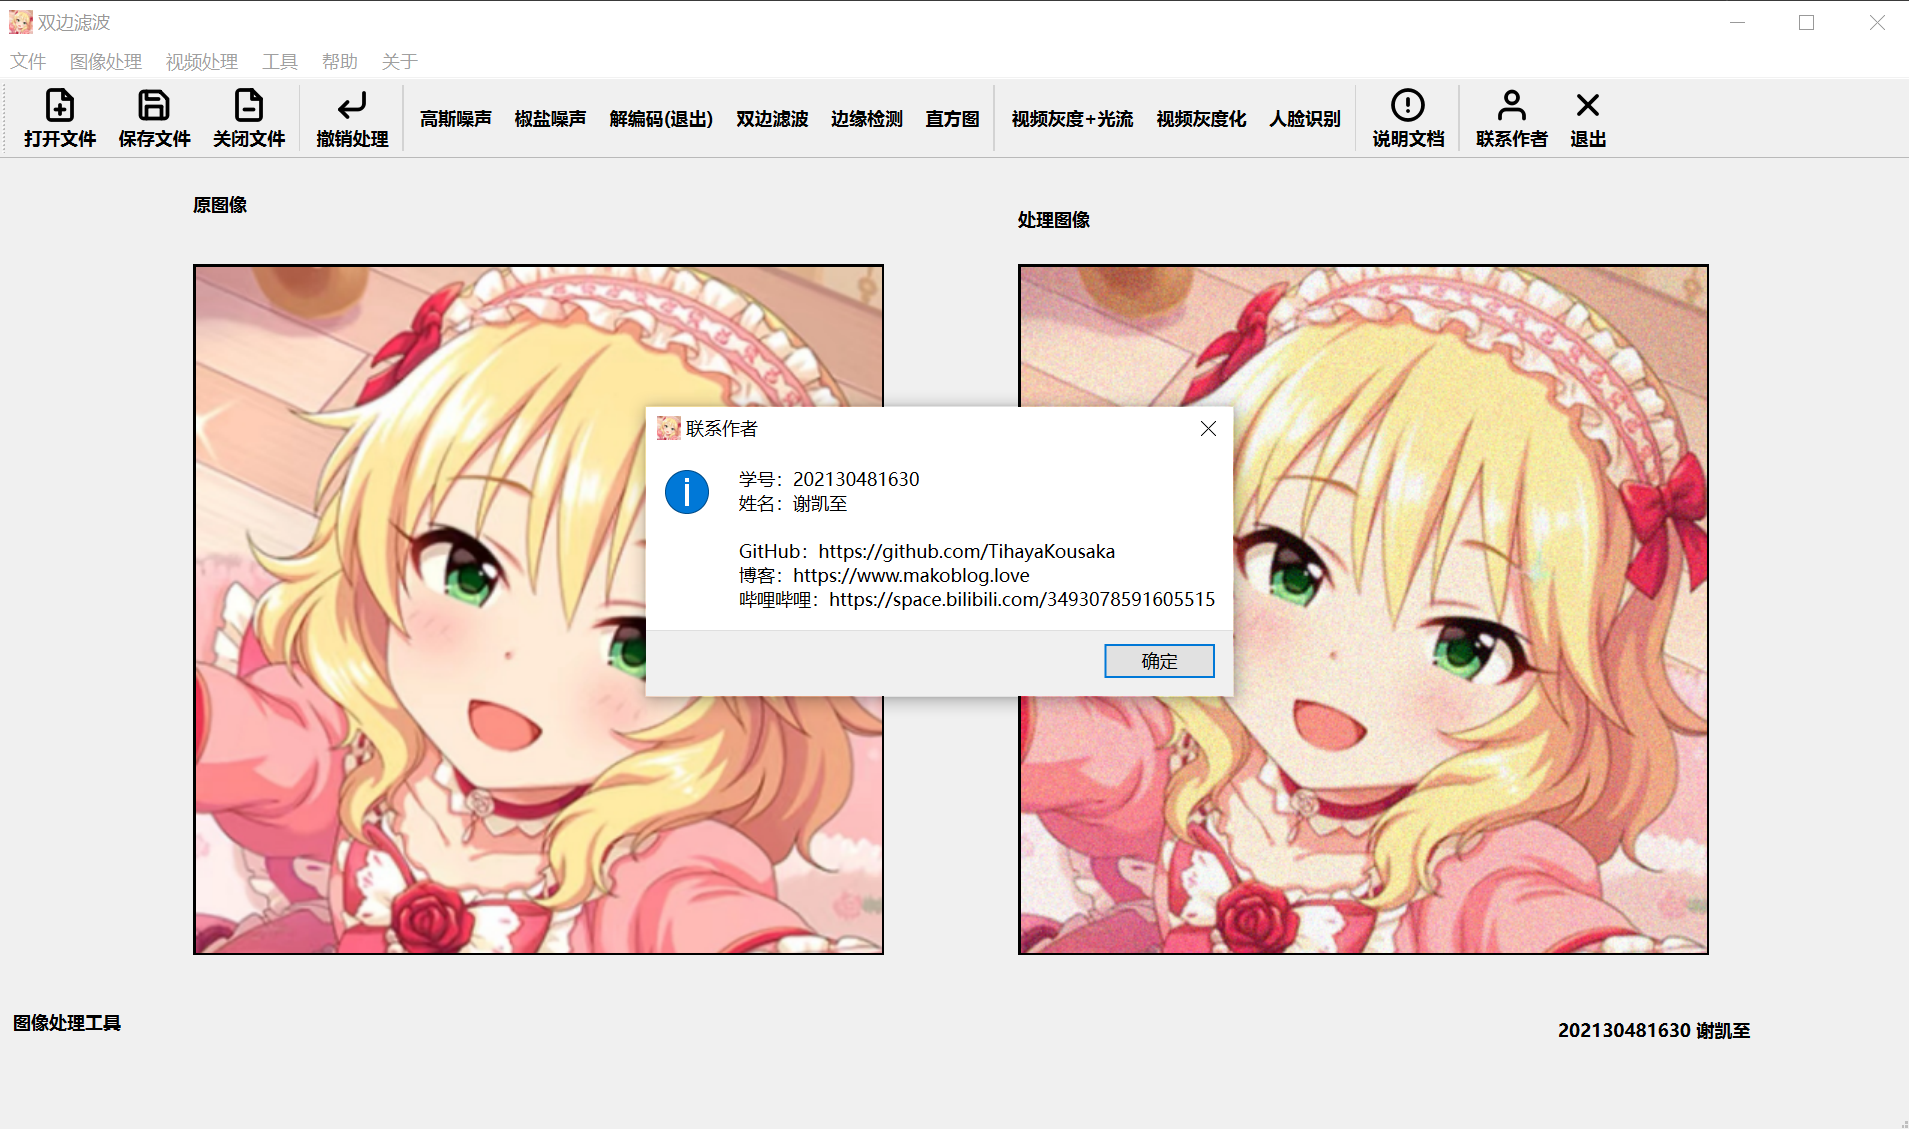 双边滤波
文件 图像处理 视频处理 工具 帮助 关于
打开文件 保存文件 关闭文件 撤销处理 高斯噪声 椒盐噪声 解编码(退出) 双边滤波 边缘检测 直方图 视频灰度+光流 视频灰度化 人脸识别 说明文档 联系作者 退出
原图像
处理图像
联系作者
学号：202130481630
姓名：谢凯至
GitHub：https://github.com/TihayaKousaka
博客：https://www.makoblog.love
哔哩哔哩：https://space.bilibili.com/3493078591605515
确定
图像处理工具
202130481630 谢凯至